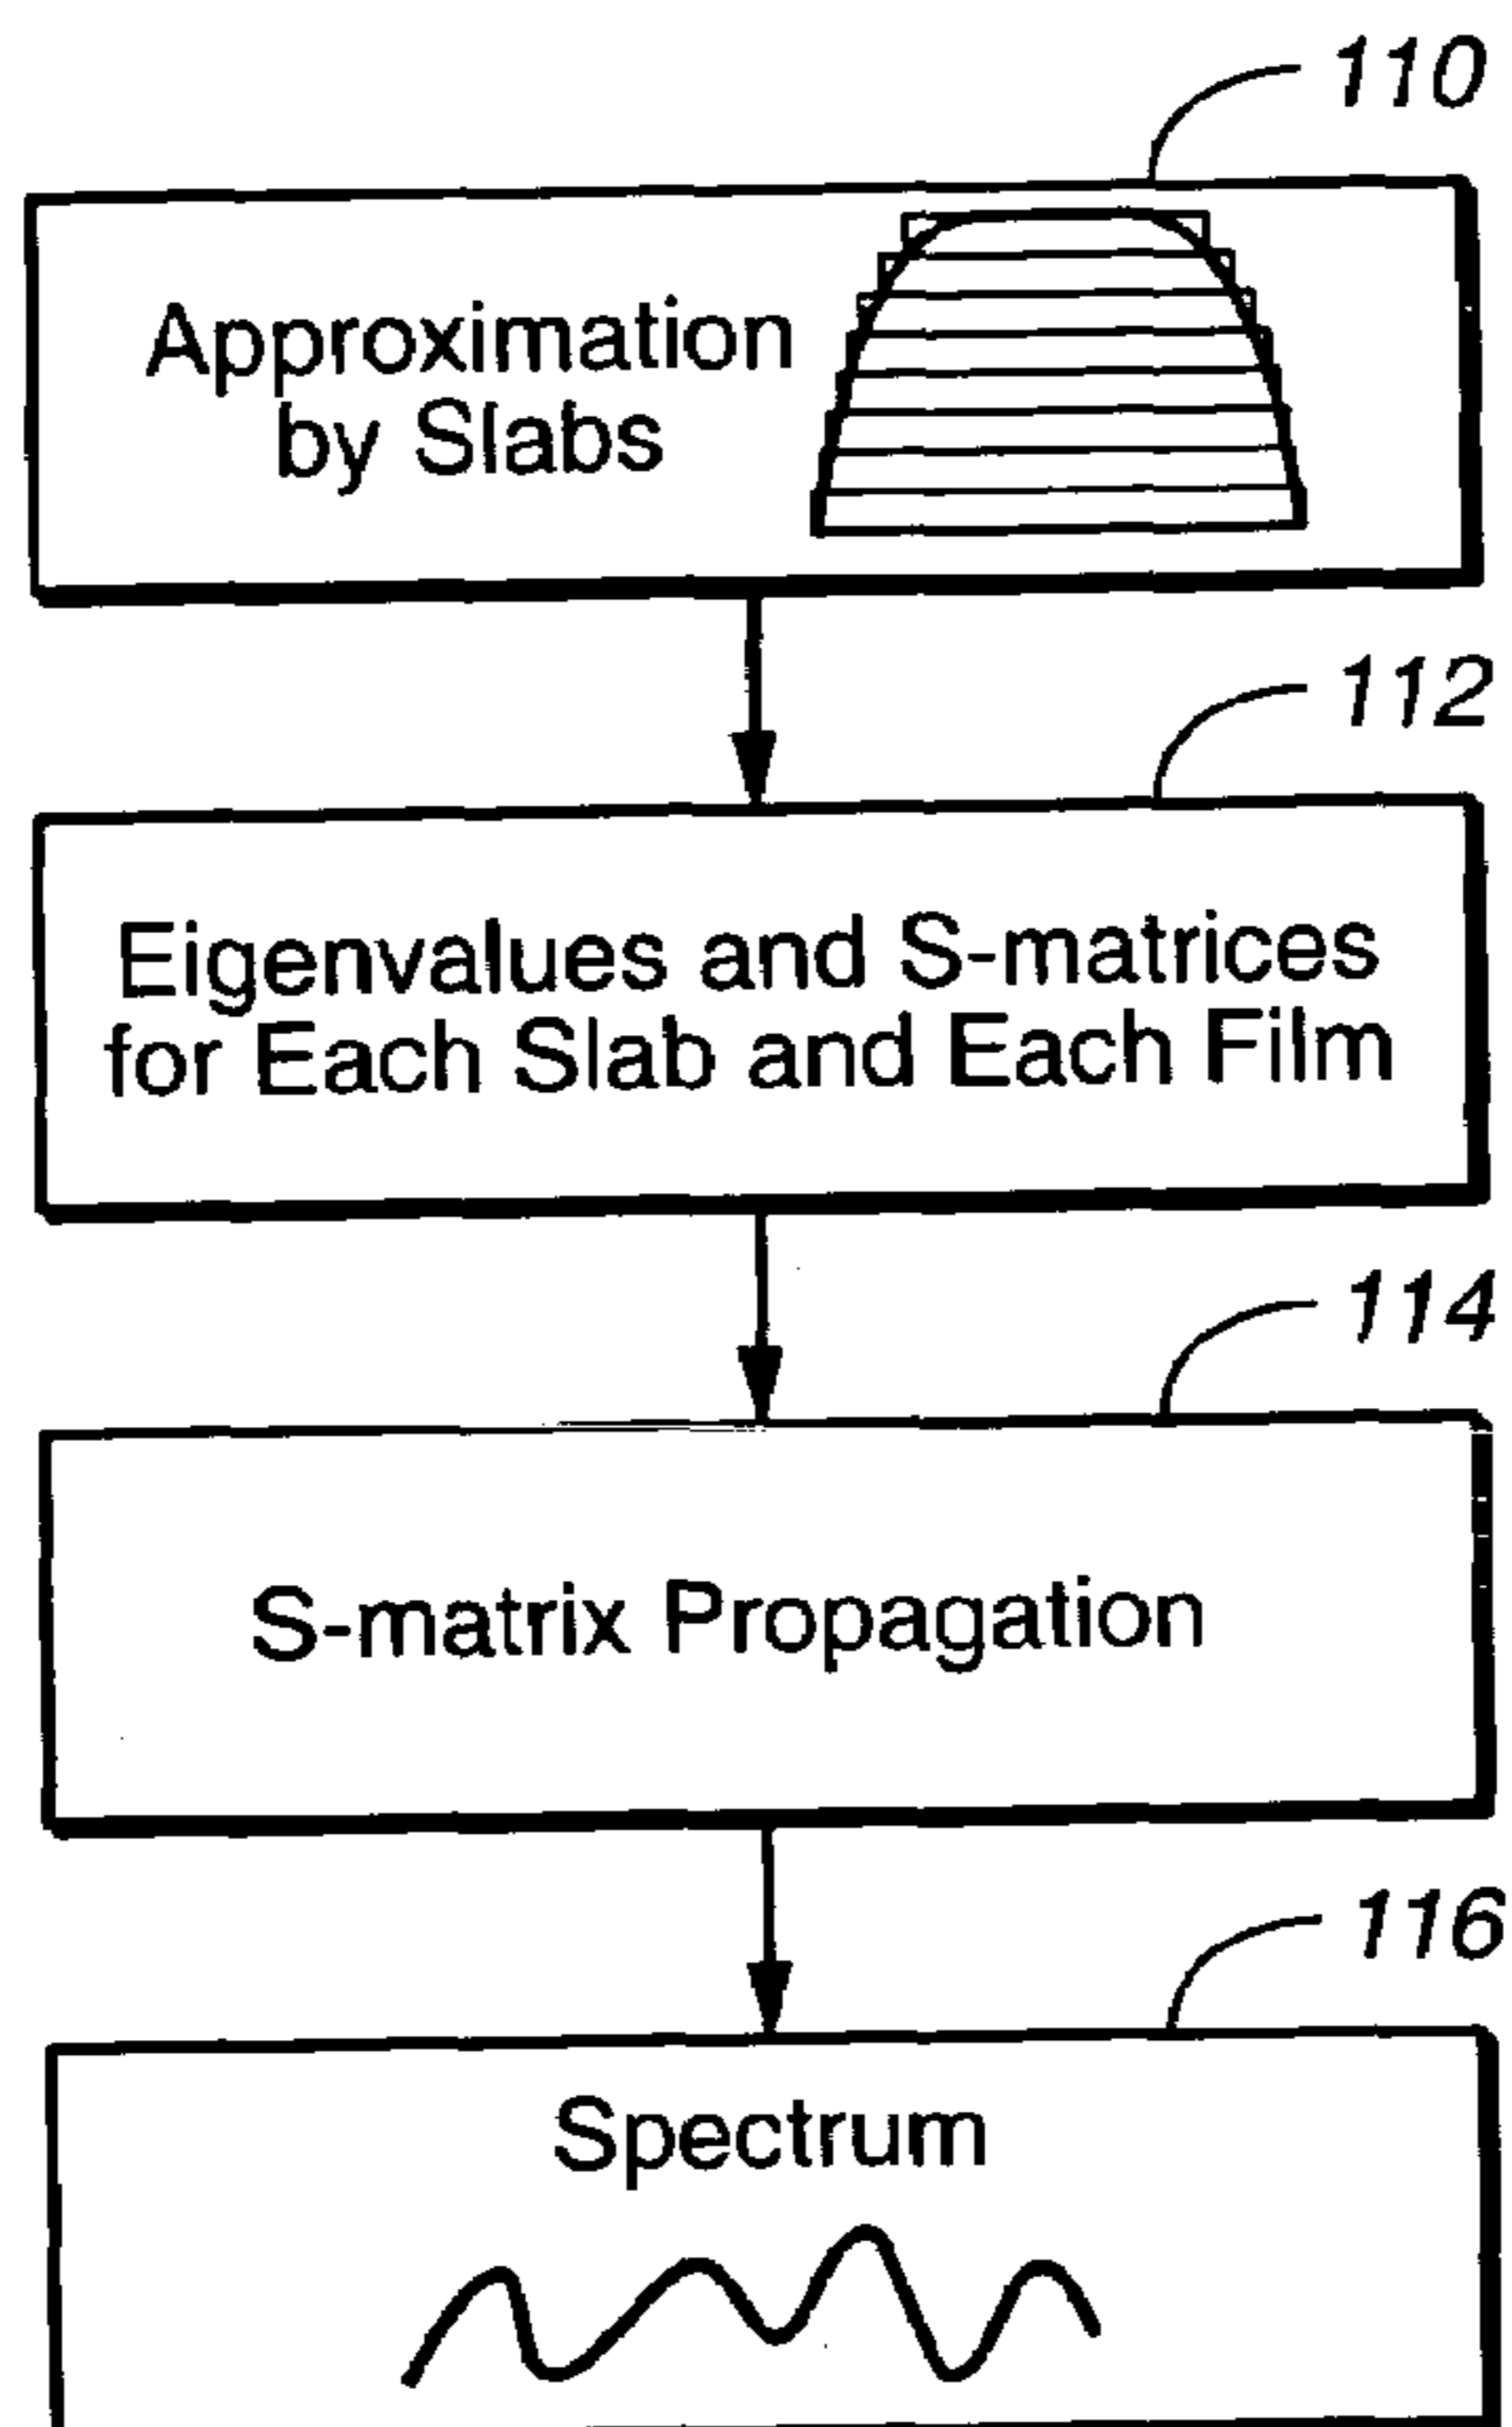 110
Approximation
by Slabs
112
Eigenvalues and S-matrices
for Each Slab and Each Film
114
S-matrix Propagation
116
Spectrum